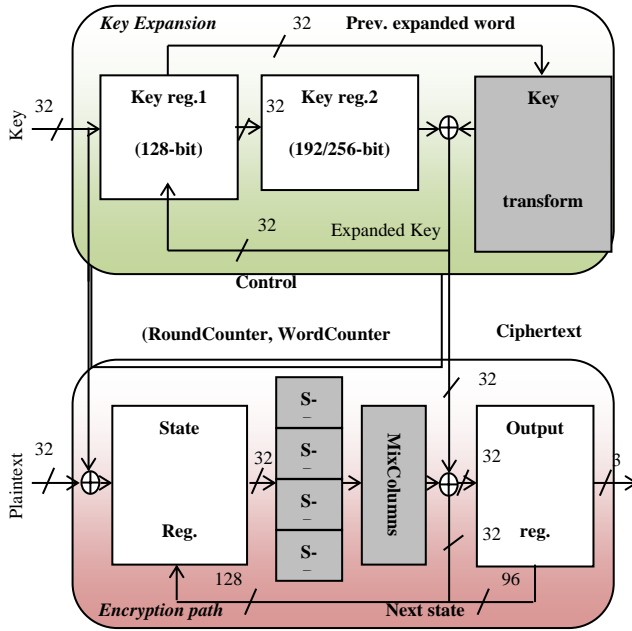 Key Expansion
32
Prev. expanded word
Key
32
Key reg.1
(128-bit)
32
Key reg.2
(192/256-bit)
Key
transform
32
Expanded Key
Control
(RoundCounter, WordCounter
Ciphertext
32
Plaintext
32
State
Reg.
32
S-
S-
S-
S-
MixColumns
32
Output
reg.
3
32
128
96
Encryption path
Next state